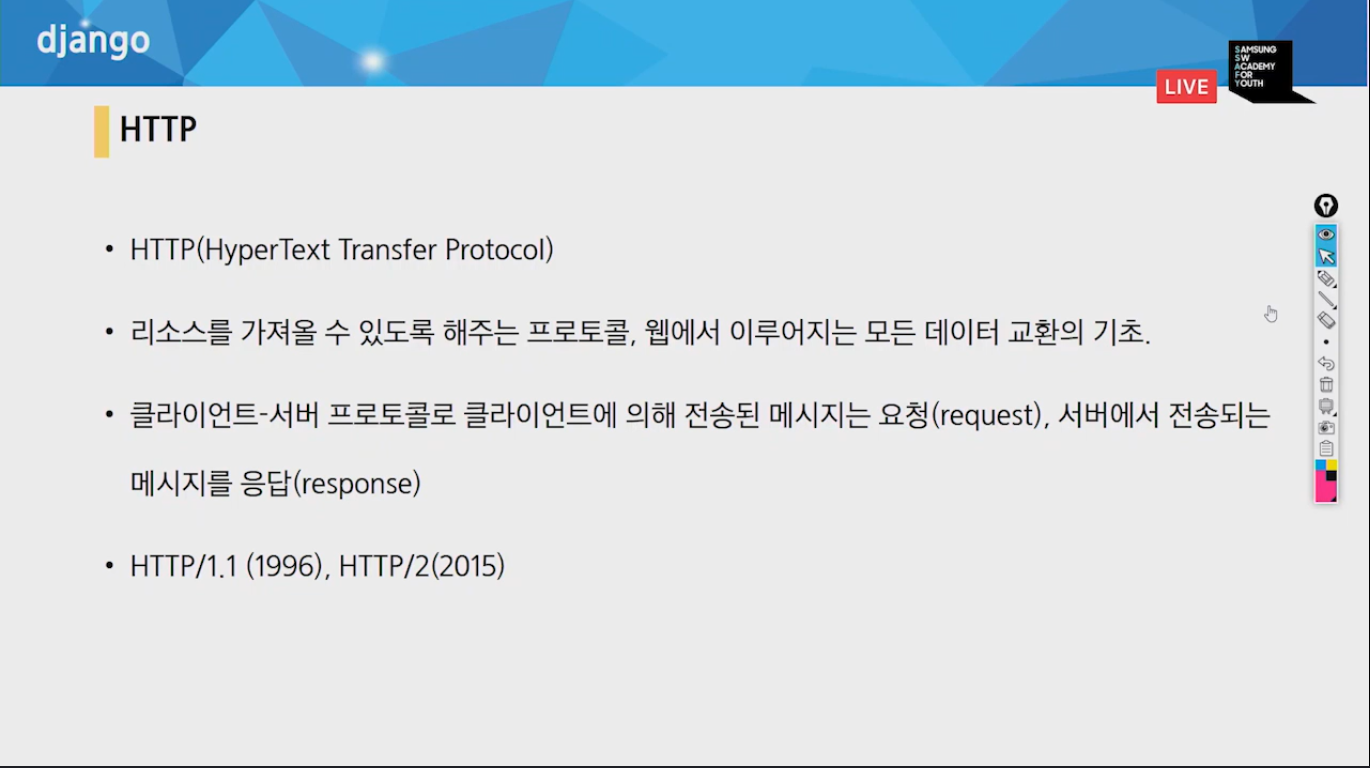 django
LIVE
SAMSUNG
SW
ACADEMY
FOR
YOUTH
HTTP
• HTTP(HyperText Transfer Protocol)
• 리소스를 가져올 수 있도록 해주는 프로토콜, 웹에서 이루어지는 모든 데이터 교환의 기초.
• 클라이언트-서버 프로토콜로 클라이언트에 의해 전송된 메시지는 요청(request), 서버에서 전송되는
메시지를 응답(response)
• HTTP/1.1 (1996), HTTP/2(2015)